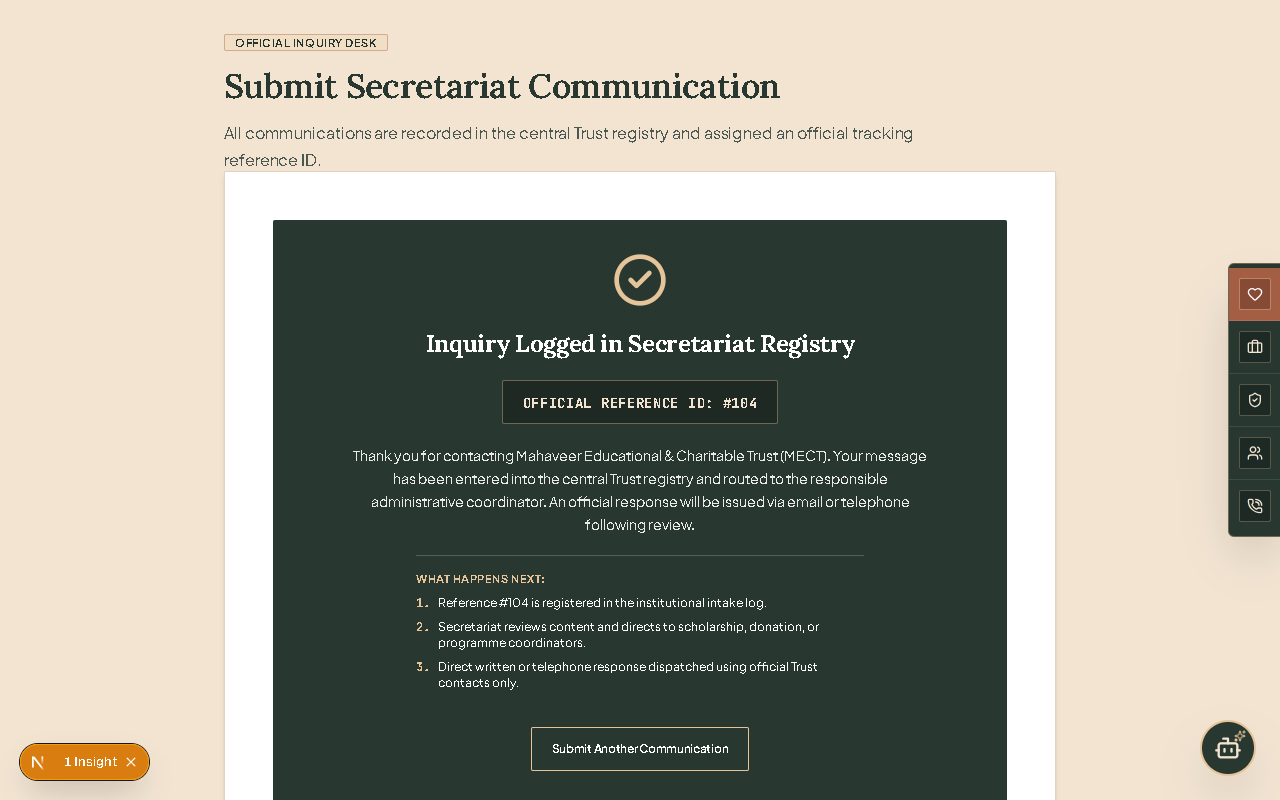 OFFICIAL INQUIRY DESK
Submit Secretariat Communication
All communications are recorded in the central Trust registry and assigned an official tracking
reference ID.
Inquiry Logged in Secretariat Registry
OFFICIAL REFERENCE ID: #104
Thank you for contacting Mahaveer Educational & Charitable Trust (MECT). Your message
has been entered into the central Trust registry and routed to the responsible
administrative coordinator. An official response will be issued via email or telephone
following review.
WHAT HAPPENS NEXT:
1. Reference #104 is registered in the institutional intake log.
2. Secretariat reviews content and directs to scholarship, donation, or
programme coordinators.
3. Direct written or telephone response dispatched using official Trust
contacts only.
Submit Another Communication
N 1 Insight